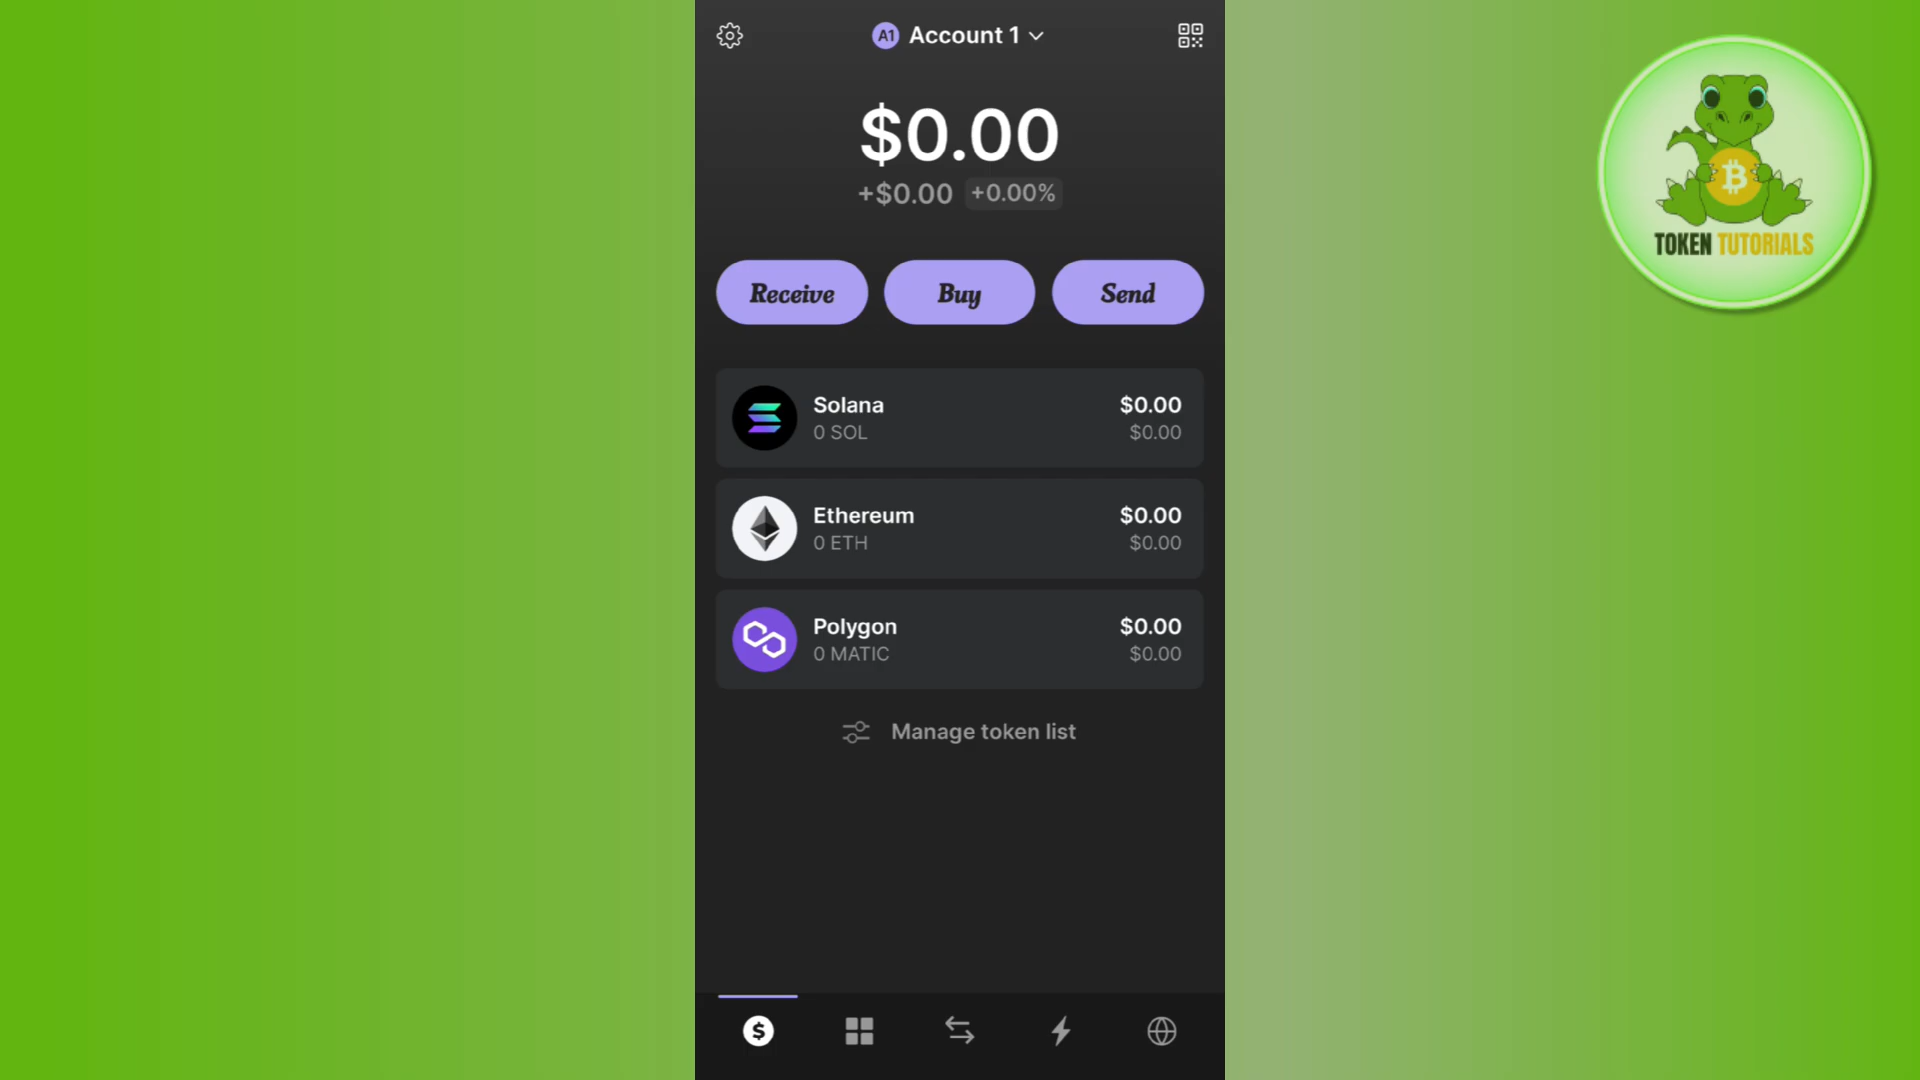 A1 Account 1
$0.00
+$0.00 +0.00%
Receive Buy Send
Solana $0.00
0 SOL $0.00
Ethereum $0.00
0 ETH $0.00
Polygon $0.00
0 MATIC $0.00
Manage token list
TOKEN TUTORIALS